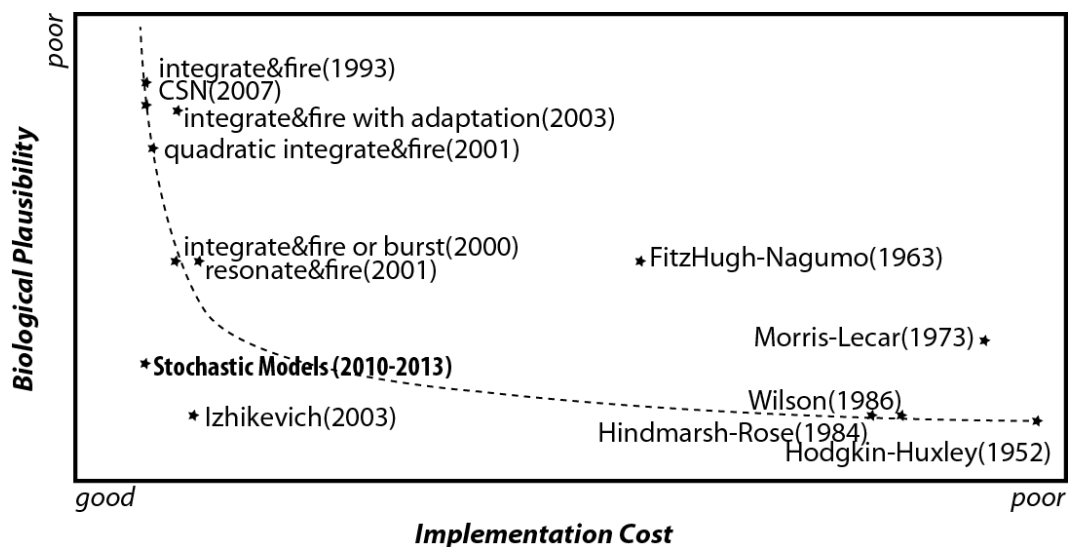 poor
integrate&fire(1993)
CSN(2007)
integrate&fire with adaptation(2003)
quadratic integrate&fire(2001)
Biological Plausibility
integrate&fire or burst(2000)
resonate&fire(2001)
FitzHugh-Nagumo(1963)
Morris-Lecar(1973)
Stochastic Models (2010-2013)
Izhikevich(2003)
Wilson(1986)
Hindmarsh-Rose(1984)
Hodgkin-Huxley(1952)
good
poor
Implementation Cost